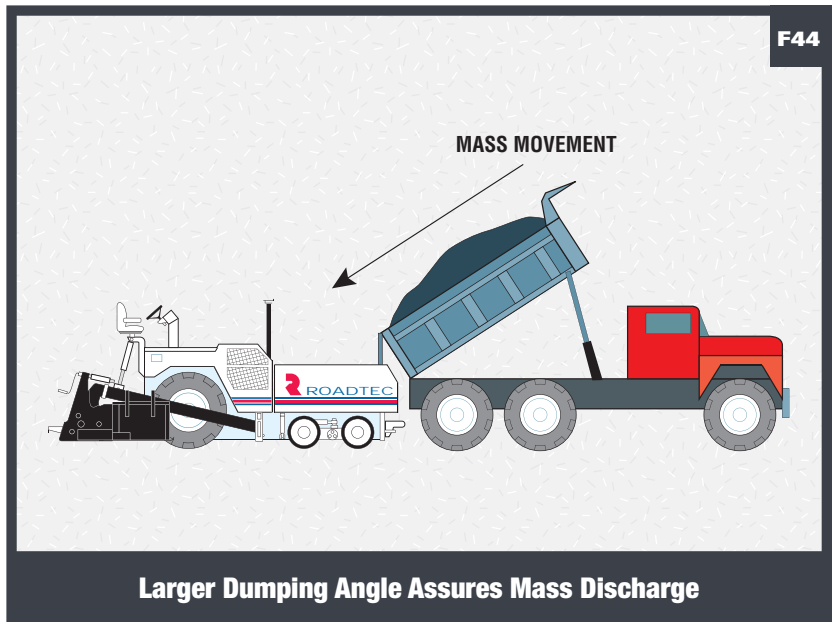 F44
MASS MOVEMENT
ROADTEC
Larger Dumping Angle Assures Mass Discharge